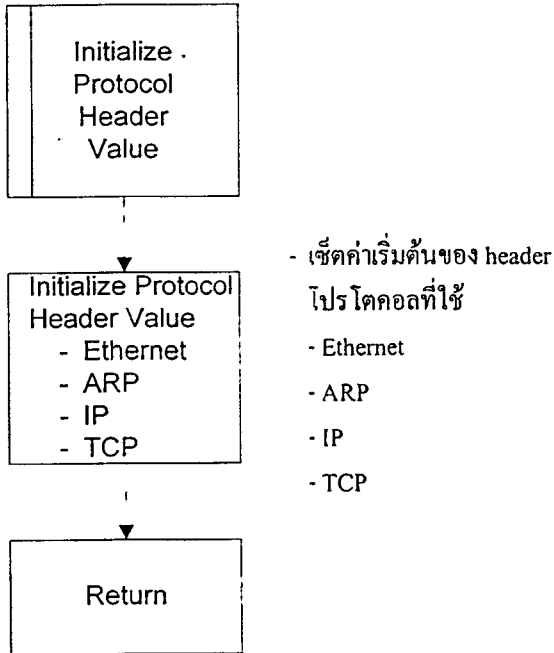 Initialize
Protocol
Header
Value
Initialize Protocol
Header Value
- Ethernet
- ARP
- IP
- TCP
- เซ็ตค่าเริ่มต้นของ header
โปรโตคอลที่ใช้
- Ethernet
- ARP
- IP
- TCP
Return